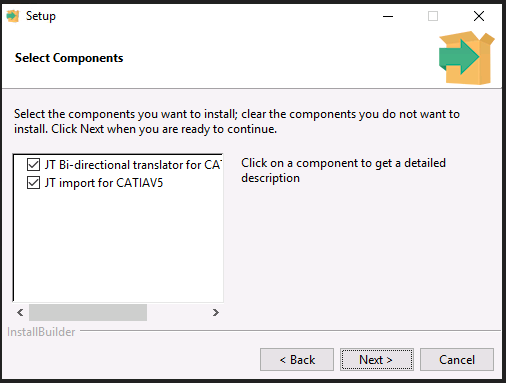 Setup
Select Components
Select the components you want to install; clear the components you do not want to
install. Click Next when you are ready to continue.
JT Bi-directional translator for CAT
JT import for CATIAV5
Click on a component to get a detailed
description
InstallBuilder
< Back
Next >
Cancel